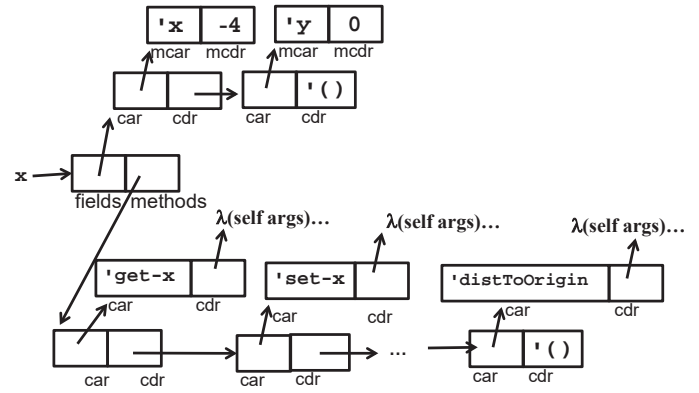 'x -4 'y 0
mcar mcdr mcar mcdr
'()
car cdr car cdr
x
fields methods
λ(self args)… λ(self args)… λ(self args)…
'get-x 'set-x 'distToOrigin
car cdr car cdr car cdr
... '()
car cdr car cdr car cdr